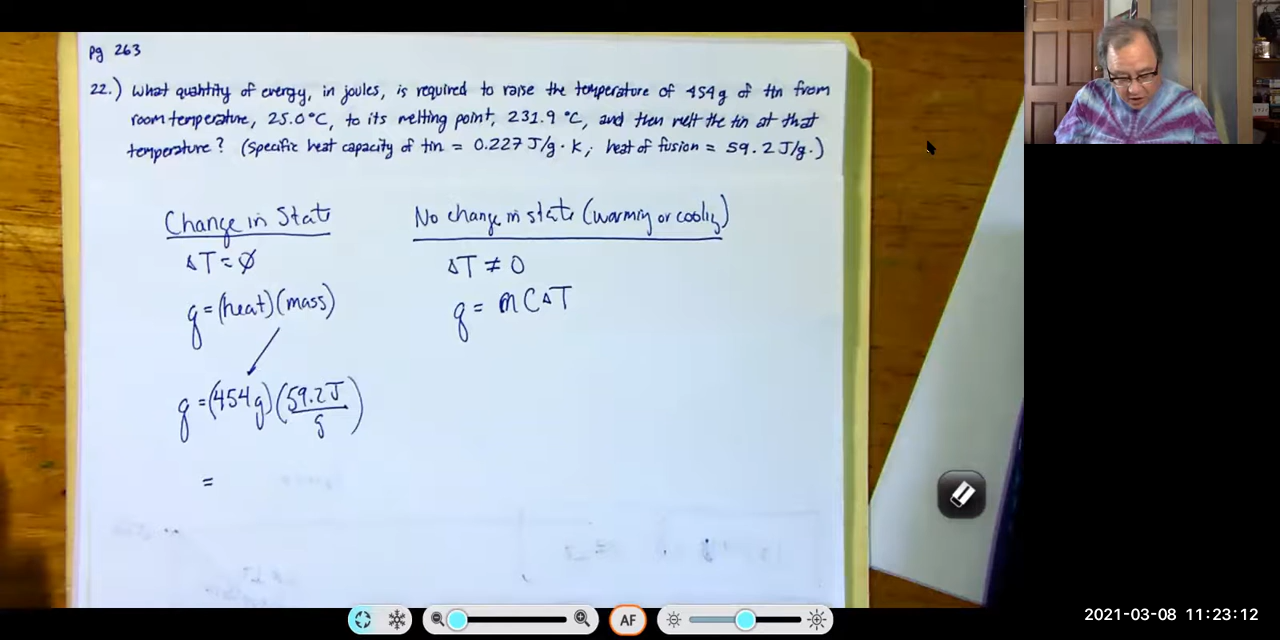 Pg 263
22.) What quantity of energy, in joules, is required to raise the temperature of 454g of tin from
room temperature, 25.0°C, to its melting point, 231.9 °C, and then melt the tin at that
temperature? (Specific heat capacity of tin = 0.227 J/g·K; heat of fusion = 59.2 J/g.)
Change in State
No change in state (warming or cooling)
ΔT = 0
ΔT ≠ 0
q = (heat)(mass)
q = m C ΔT
q = (454g)(59.2J/g)
=
AF
2021-03-08 11:23:12